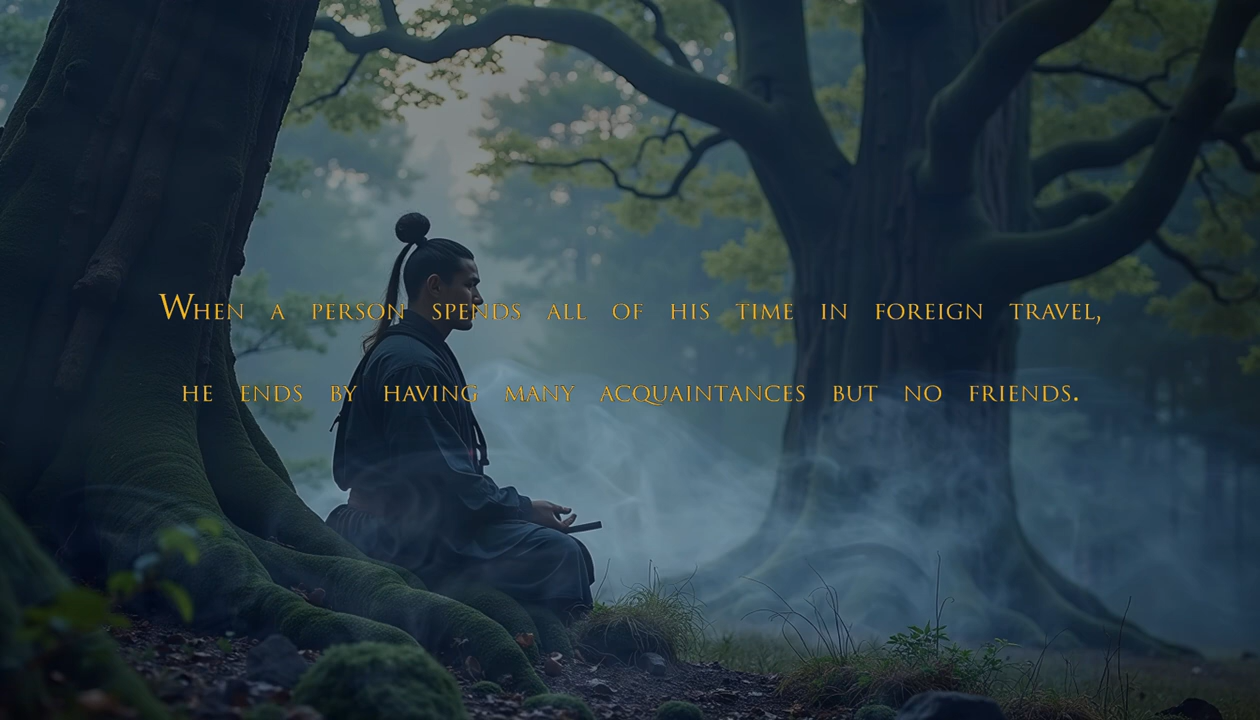 When a person spends all of his time in foreign travel,
he ends by having many acquaintances but no friends.